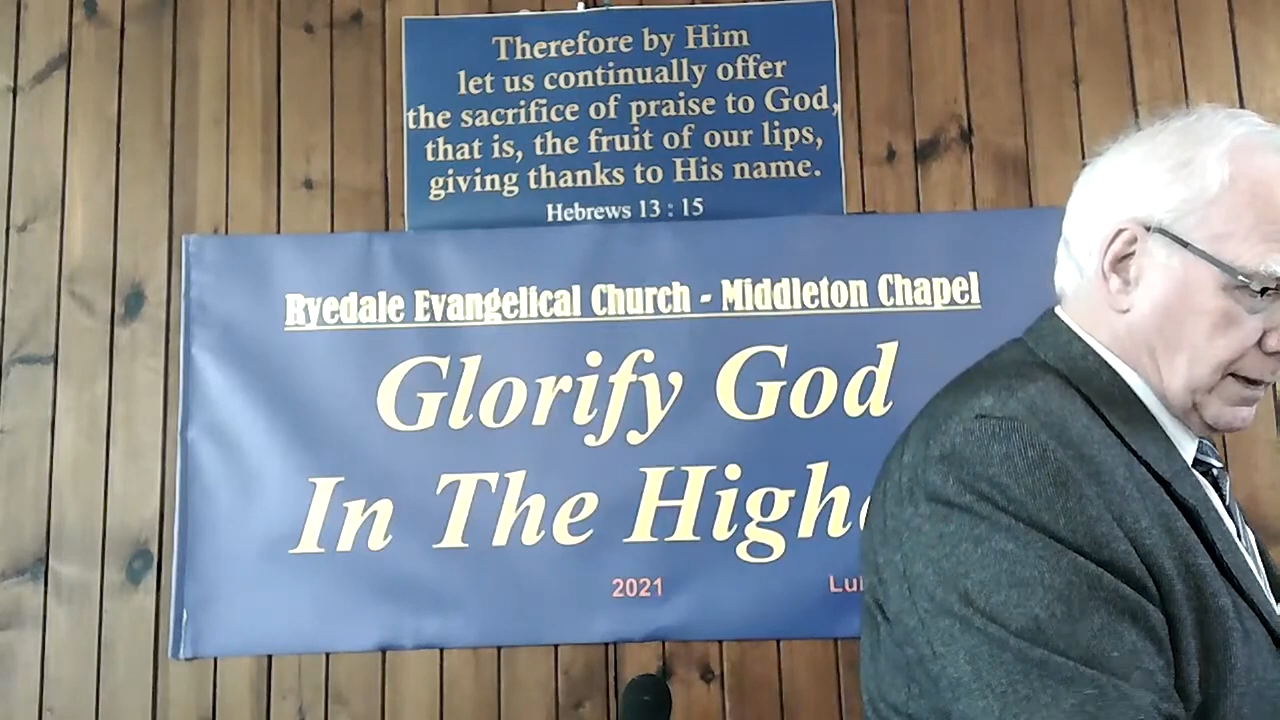 Therefore by Him
let us continually offer
the sacrifice of praise to God,
that is, the fruit of our lips,
giving thanks to His name.
Hebrews 13 : 15
Ryedale Evangelical Church - Middleton Chapel
Glorify God
In The
2021